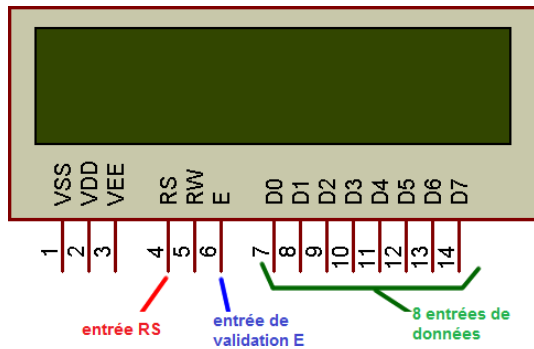 VSS VDD VEE RS RW E D0 D1 D2 D3 D4 D5 D6 D7
1 2 3 4 5 6 7 8 9 10 11 12 13 14
entrée RS
entrée de
validation E
8 entrées de
données